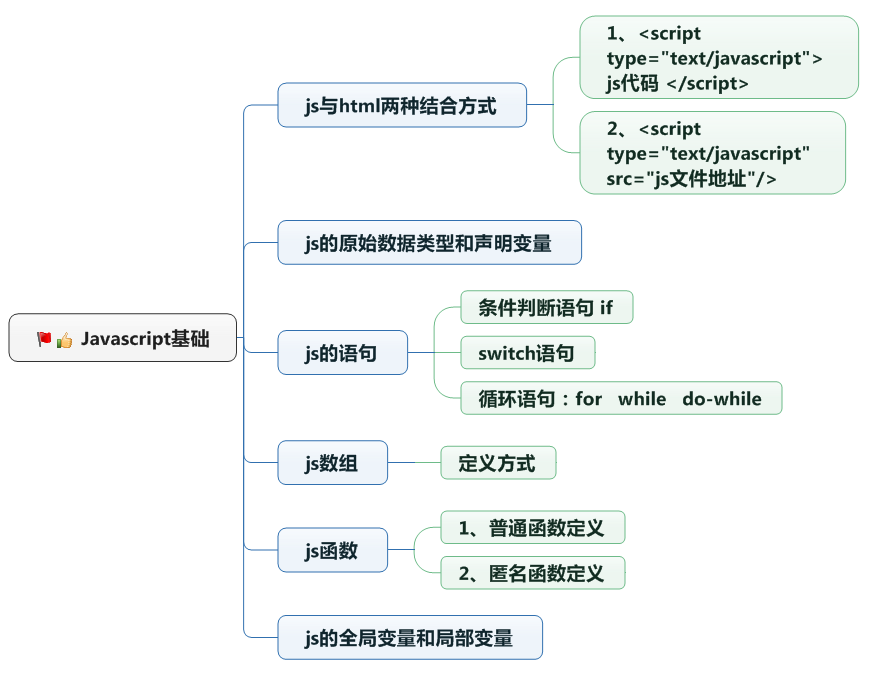 Javascript基础
js与html两种结合方式
1、<script
type="text/javascript">
js代码 </script>
2、<script
type="text/javascript"
src="js文件地址"/>
js的原始数据类型和声明变量
js的语句
条件判断语句 if
switch语句
循环语句：for while do-while
js数组
定义方式
js函数
1、普通函数定义
2、匿名函数定义
js的全局变量和局部变量